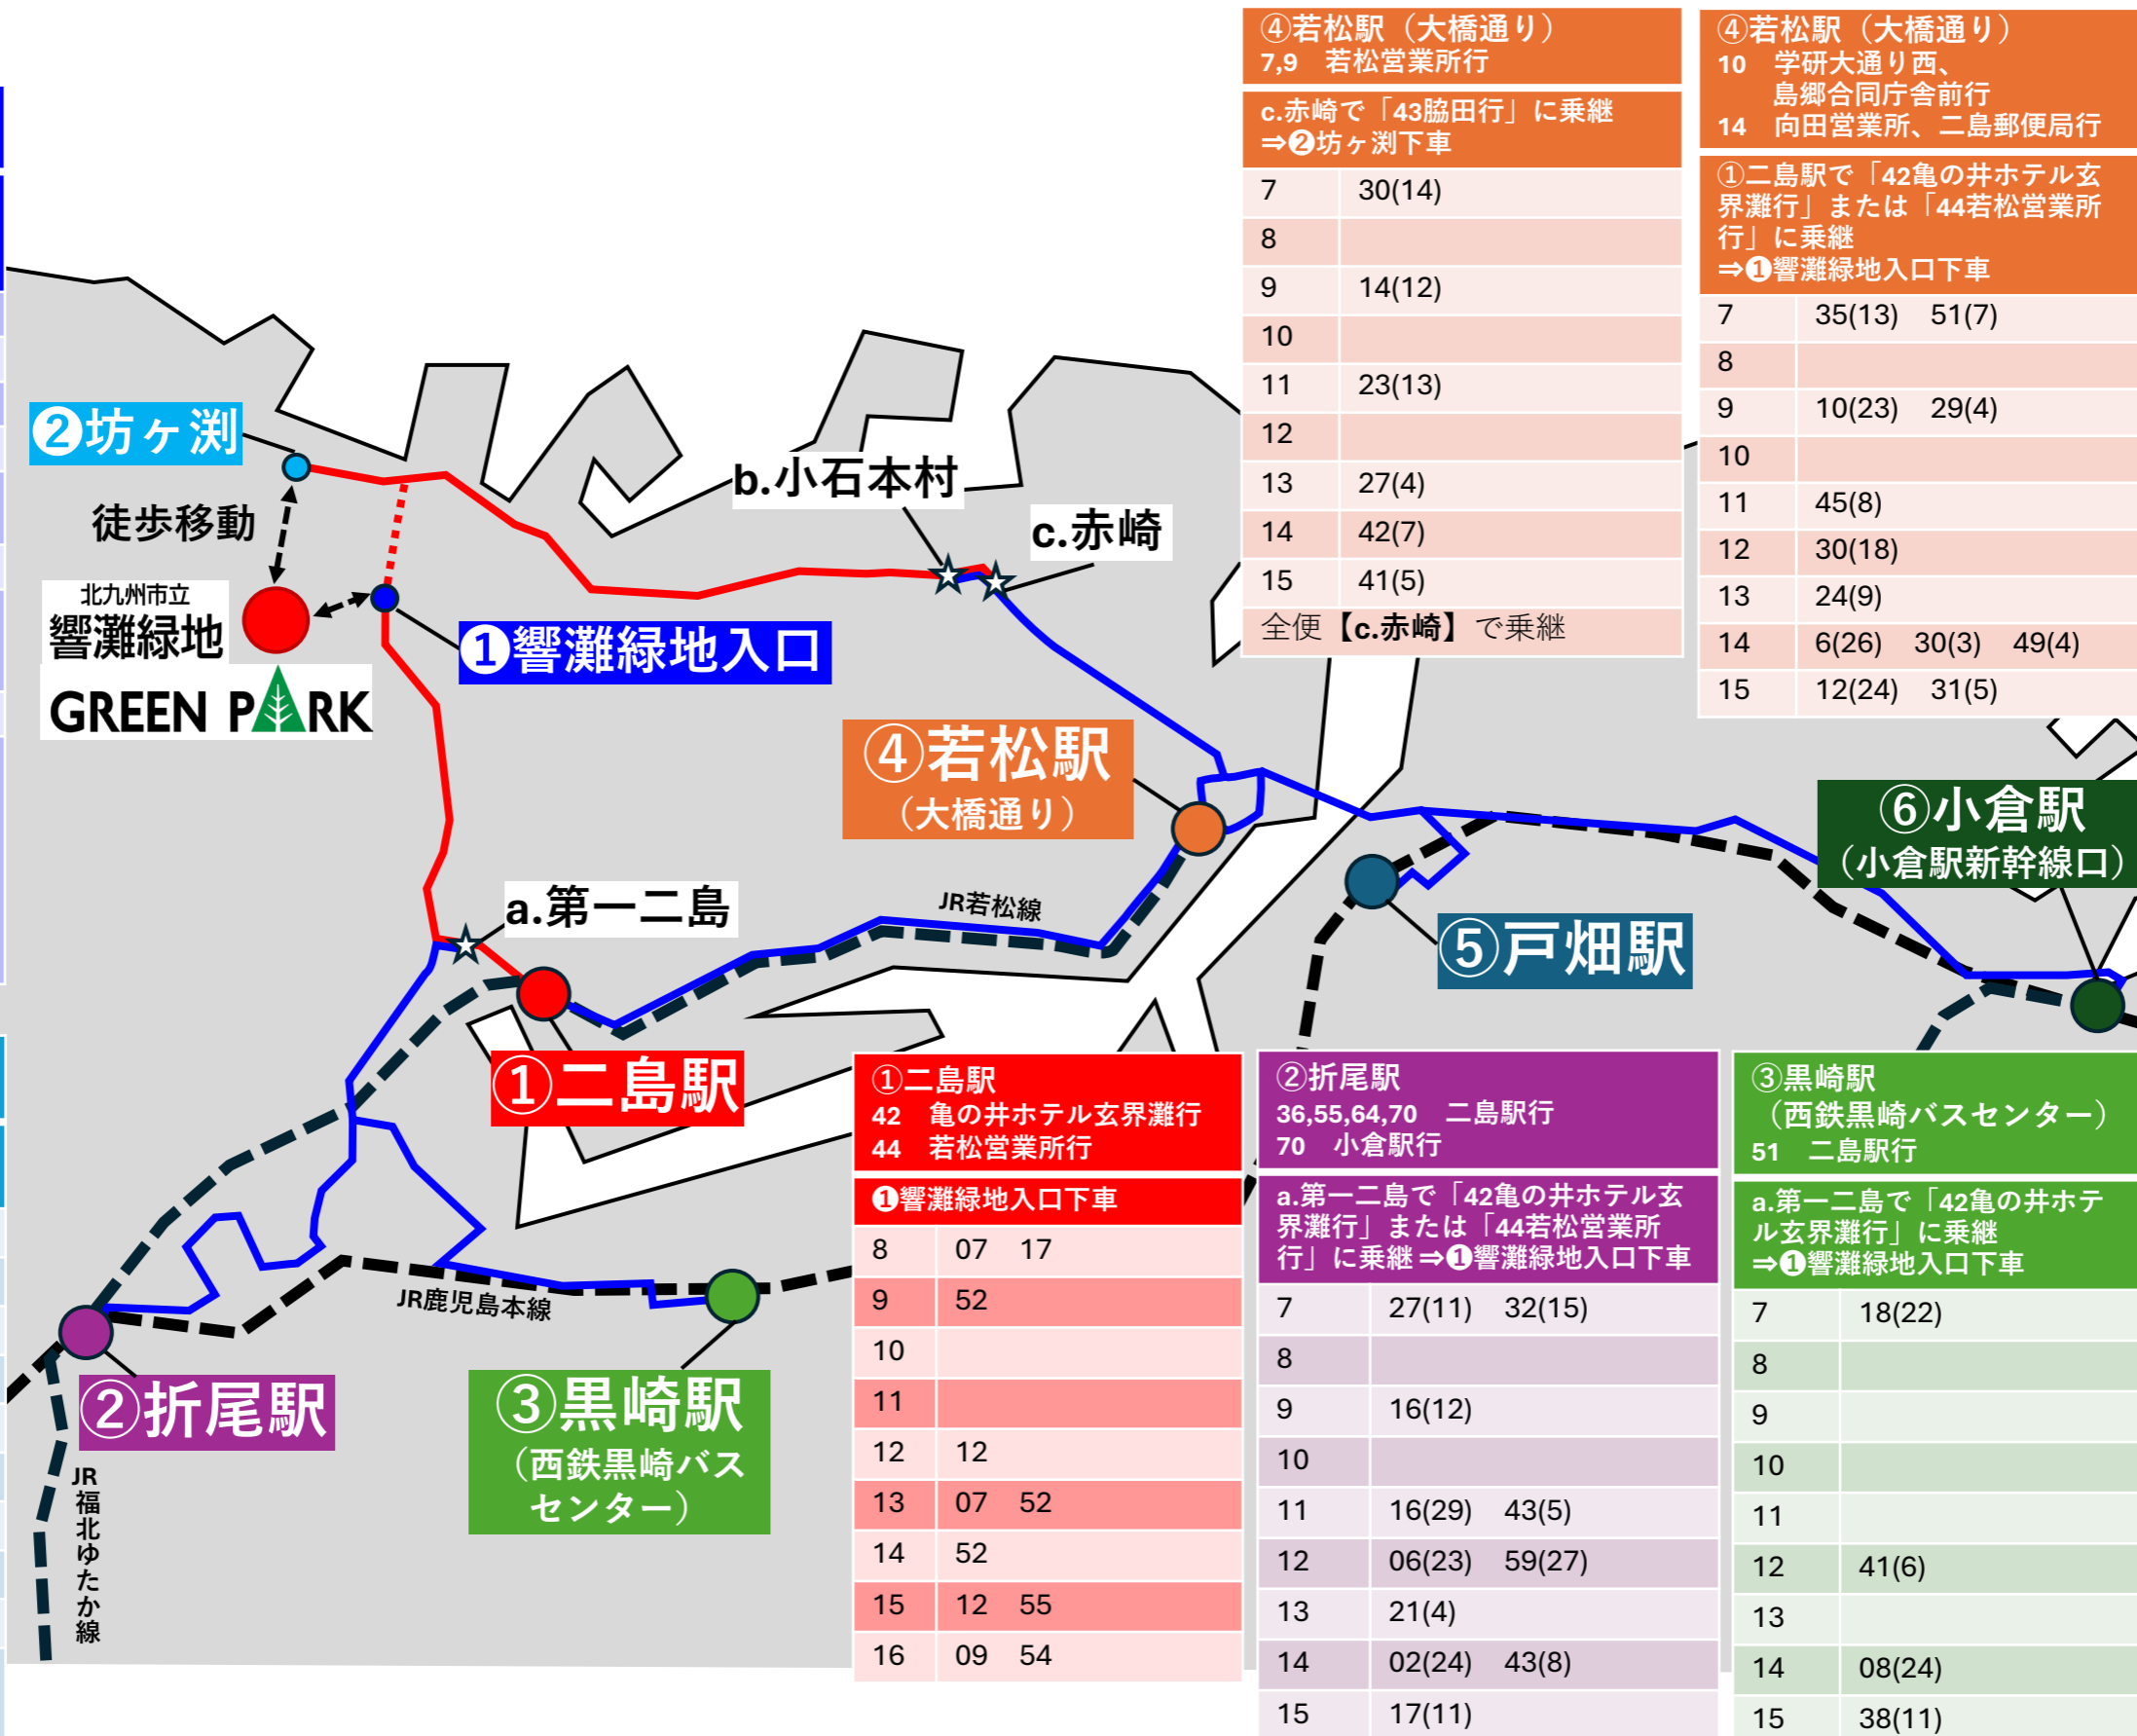 ④若松駅（大橋通り）
7,9　若松営業所行
c.赤崎で「43脇田行」に乗継
⇒❷坊ヶ渕下車
7 30(14)
8
9 14(12)
10
11 23(13)
12
13 27(4)
14 42(7)
15 41(5)
全便【c.赤崎】で乗継
④若松駅（大橋通り）
10　学研大通り西、
島郷合同庁舎前行
14　向田営業所、二島郵便局行
①二島駅で「42亀の井ホテル玄
界灘行」または「44若松営業所
行」に乗継
⇒❶響灘緑地入口下車
7 35(13) 51(7)
8
9 10(23) 29(4)
10
11 45(8)
12 30(18)
13 24(9)
14 6(26) 30(3) 49(4)
15 12(24) 31(5)
❷坊ヶ渕
徒歩移動
北九州市立
響灘緑地
GREEN PARK
❶響灘緑地入口
b.小石本村
c.赤崎
④若松駅
（大橋通り）
⑥小倉駅
（小倉駅新幹線口）
a.第一二島
JR若松線
⑤戸畑駅
①二島駅
JR鹿児島本線
②折尾駅
③黒崎駅
（西鉄黒崎バス
センター）
JR福北ゆたか線
①二島駅
42　亀の井ホテル玄界灘行
44　若松営業所行
❶響灘緑地入口下車
8 07 17
9 52
10
11
12 12
13 07 52
14 52
15 12 55
16 09 54
②折尾駅
36,55,64,70　二島駅行
70　小倉駅行
a.第一二島で「42亀の井ホテル玄
界灘行」または「44若松営業所
行」に乗継⇒❶響灘緑地入口下車
7 27(11) 32(15)
8
9 16(12)
10
11 16(29) 43(5)
12 06(23) 59(27)
13 21(4)
14 02(24) 43(8)
15 17(11)
③黒崎駅
（西鉄黒崎バスセンター）
51　二島駅行
a.第一二島で「42亀の井ホテ
ル玄界灘行」に乗継
⇒❶響灘緑地入口下車
7 18(22)
8
9
10
11
12 41(6)
13
14 08(24)
15 38(11)